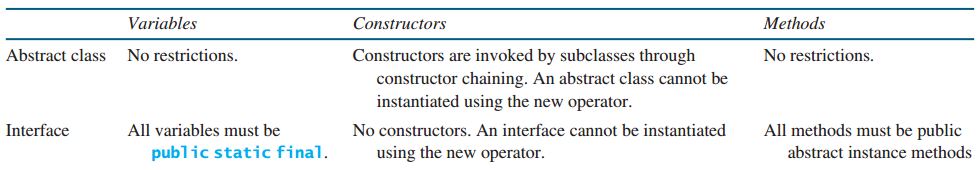 Variables Constructors Methods
Abstract class No restrictions. Constructors are invoked by subclasses through No restrictions.
constructor chaining. An abstract class cannot be
instantiated using the new operator.
Interface All variables must be No constructors. An interface cannot be instantiated All methods must be public
public static final. using the new operator. abstract instance methods